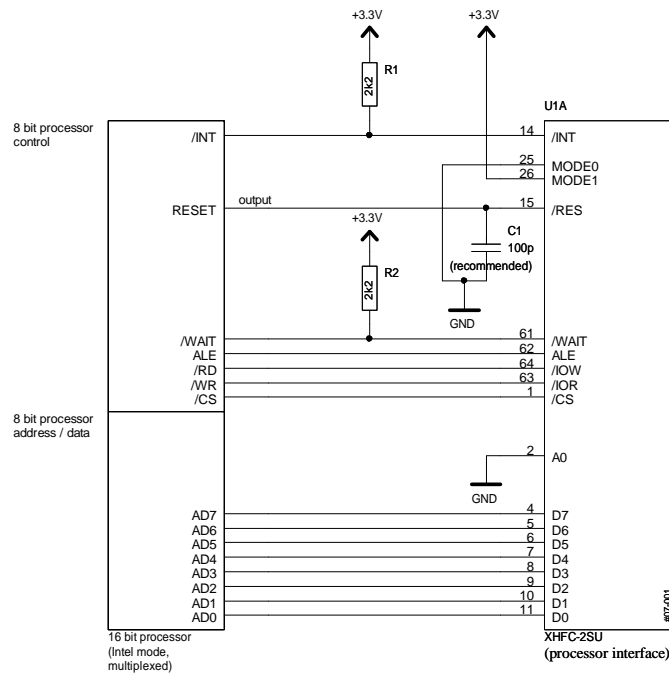 +3.3V
+3.3V
R1
2k2
U1A
8 bit processor
control
/INT
14
/INT
25
MODE0
26
MODE1
RESET
output
15
/RES
+3.3V
C1
100p
(recommended)
R2
2k2
GND
/WAIT
61
/WAIT
ALE
62
ALE
/RD
64
/IOW
/WR
63
/IOR
/CS
1
/CS
8 bit processor
address / data
2
A0
GND
AD7
4
D7
AD6
5
D6
AD5
6
D5
AD4
7
D4
AD3
8
D3
AD2
9
D2
AD1
10
D1
AD0
11
D0
#07-001
16 bit processor
(Intel mode,
multiplexed)
XHFC-2SU
(processor interface)